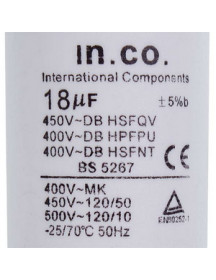 in.co.
International Components
18µF ±5%b
450V~DB HSFQV
400V~DB HPFPU
400V~DB HSFNT CE
BS 5267
400V~MK
450V~120/50
500V~120/10
-25/70°C 50Hz